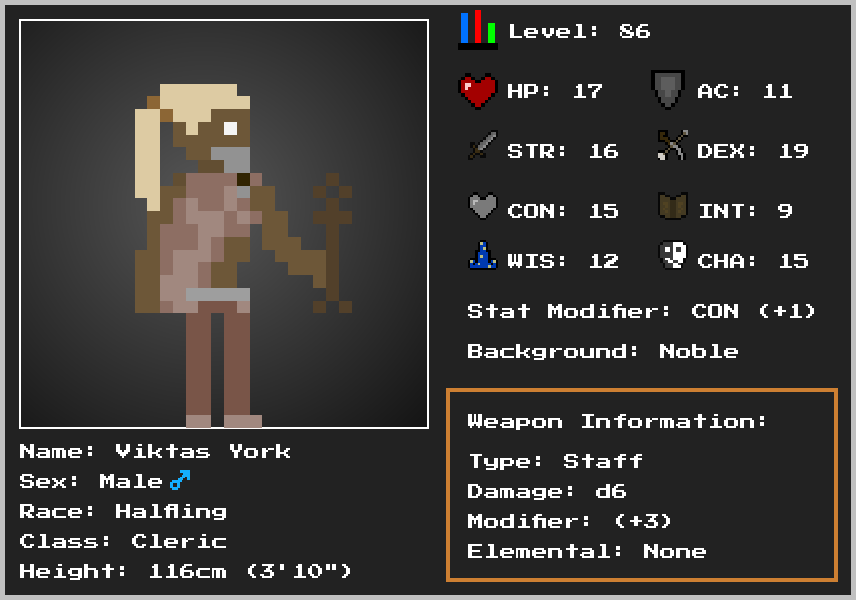 Level: 86
HP: 17 AC: 11
STR: 16 DEX: 19
CON: 15 INT: 9
WIS: 12 CHA: 15
Stat Modifier: CON (+1)
Background: Noble
Weapon Information:
Type: Staff
Damage: d6
Modifier: (+3)
Elemental: None
Name: Viktas York
Sex: Male ♂
Race: Halfling
Class: Cleric
Height: 116cm (3'10")